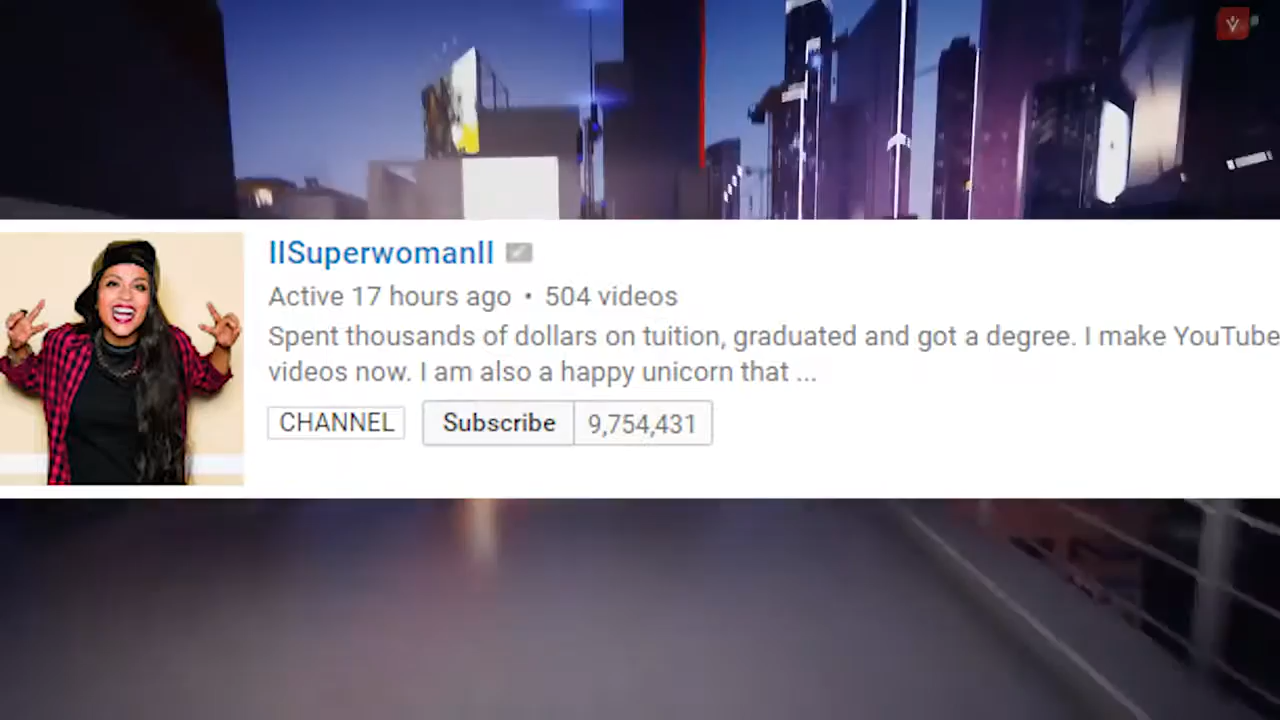 IISuperwomanII
Active 17 hours ago • 504 videos
Spent thousands of dollars on tuition, graduated and got a degree. I make YouTube
videos now. I am also a happy unicorn that ...
CHANNEL
Subscribe 9,754,431